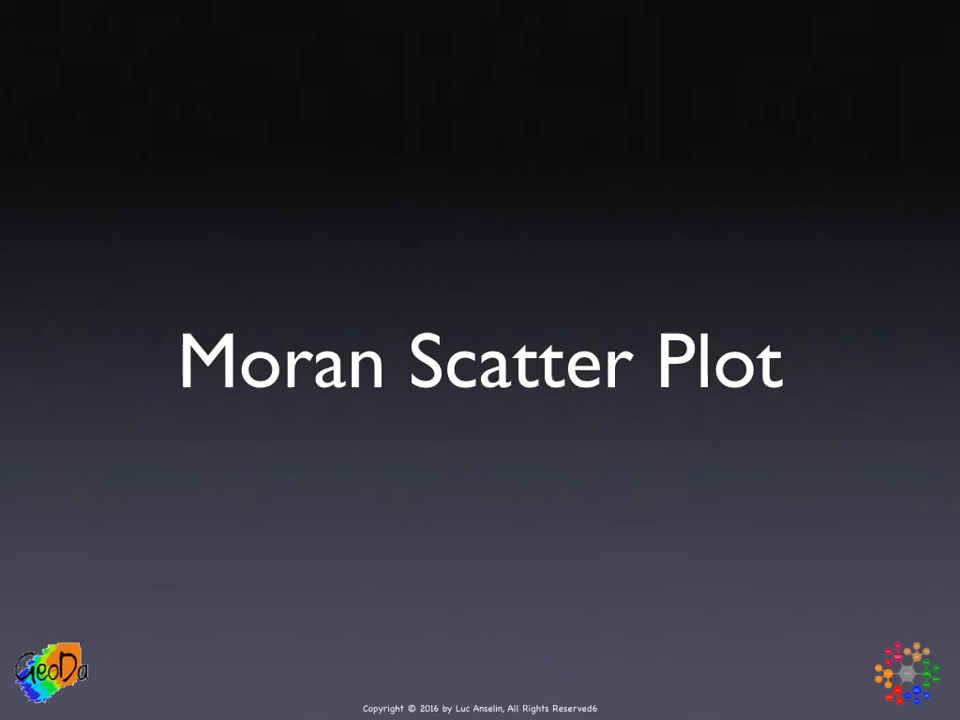 Moran Scatter Plot
GeoDa
Copyright © 2016 by Luc Anselin, All Rights Reserved6